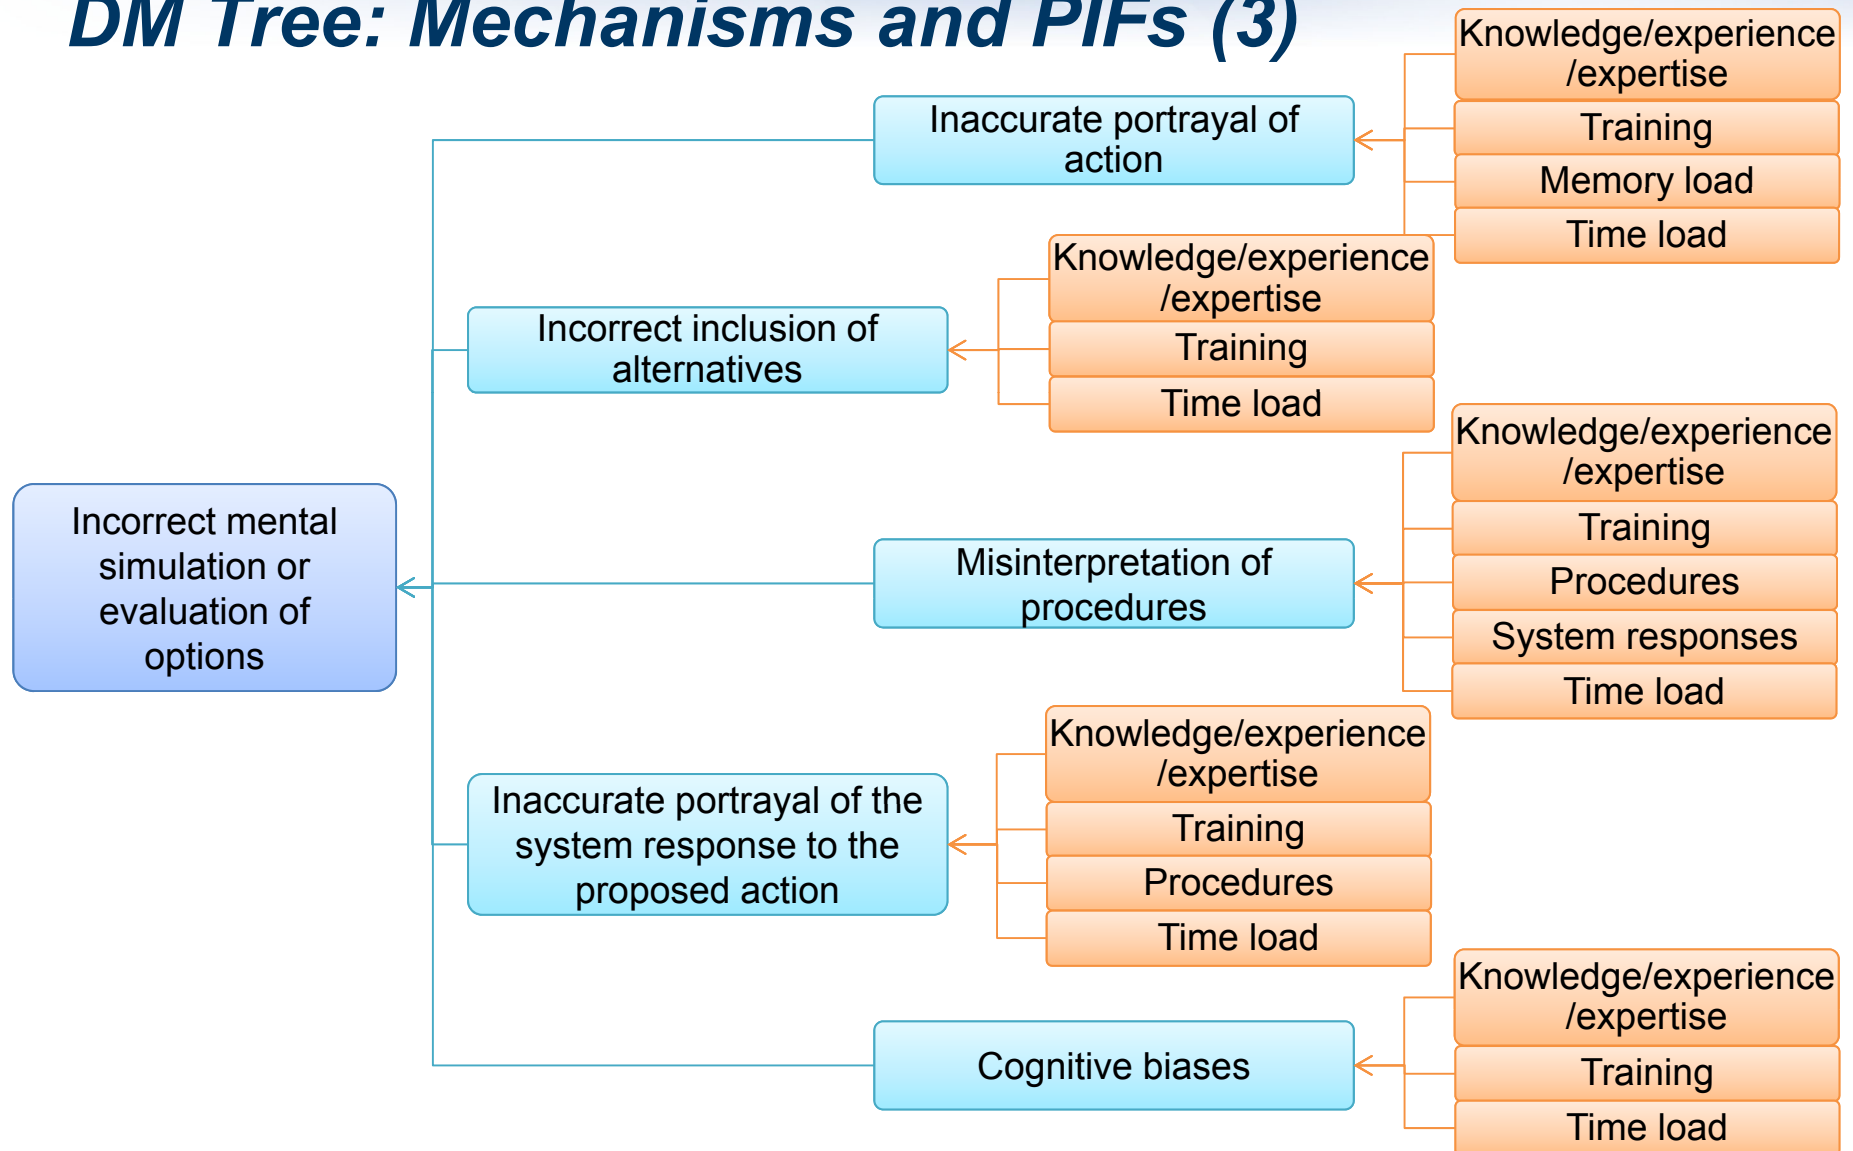 DM Tree: Mechanisms and PIFs (3)
Knowledge/experience
/expertise
Training
Memory load
Time load
Inaccurate portrayal of
action
Knowledge/experience
/expertise
Training
Time load
Incorrect inclusion of
alternatives
Knowledge/experience
/expertise
Training
Procedures
System responses
Time load
Misinterpretation of
procedures
Incorrect mental
simulation or
evaluation of
options
Knowledge/experience
/expertise
Training
Procedures
Time load
Inaccurate portrayal of the
system response to the
proposed action
Knowledge/experience
/expertise
Training
Time load
Cognitive biases